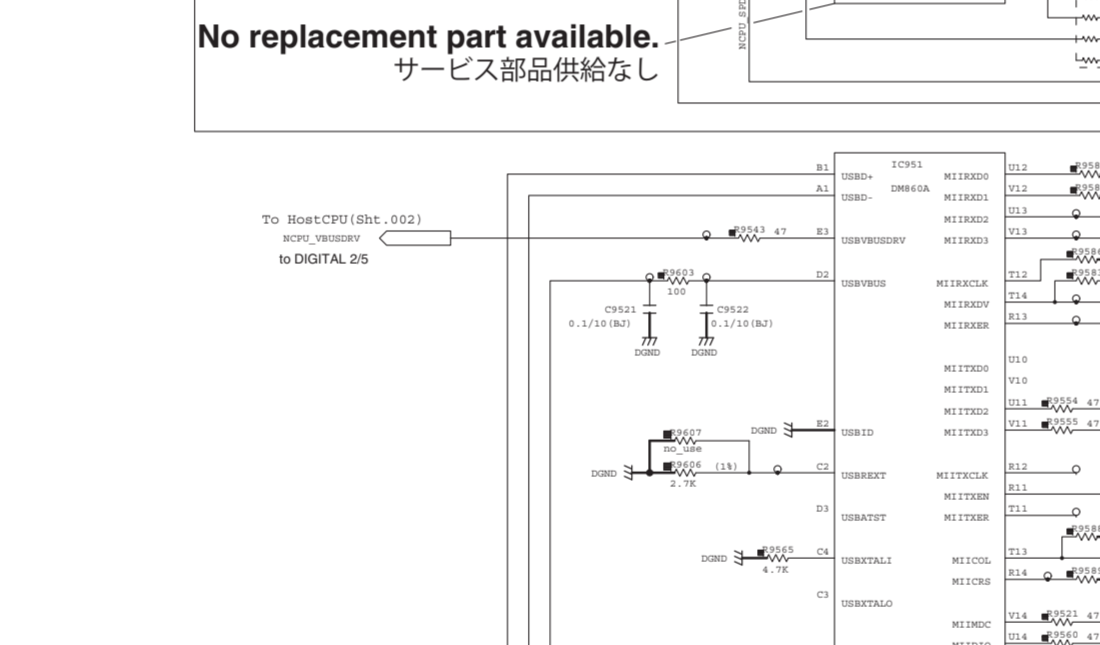 No replacement part available.
サービス部品供給なし
B1
IC951
U12
USBD+
MIIRXD0
A1
DM860A
V12
USBD-
MIIRXD1
U13
MIIRXD2
To HostCPU(Sht.002)
NCPU_VBUSDRV
to DIGITAL 2/5
R9543 47
E3
USBVBUSDRV
MIIRXD3
V13
R9603
100
D2
USBVBUS
MIIRXCLK
T12
C9521
0.1/10(BJ)
DGND
C9522
0.1/10(BJ)
DGND
MIIRXDV
T14
MIIRXER
R13
MIITXD0
U10
MIITXD1
V10
MIITXD2
U11
R9554 47
DGND
E2
USBID
MIITXD3
V11
R9555 47
R9607
no_use
DGND
R9606 (1%)
2.7K
C2
USBREXT
MIITXCLK
R12
MIITXEN
R11
D3
USBATST
MIITXER
T11
DGND
R9565
4.7K
C4
USBXTALI
MIICOL
T13
MIICRS
R14
C3
USBXTALO
MIIMDC
V14
R9521 47
U14
R9560 47